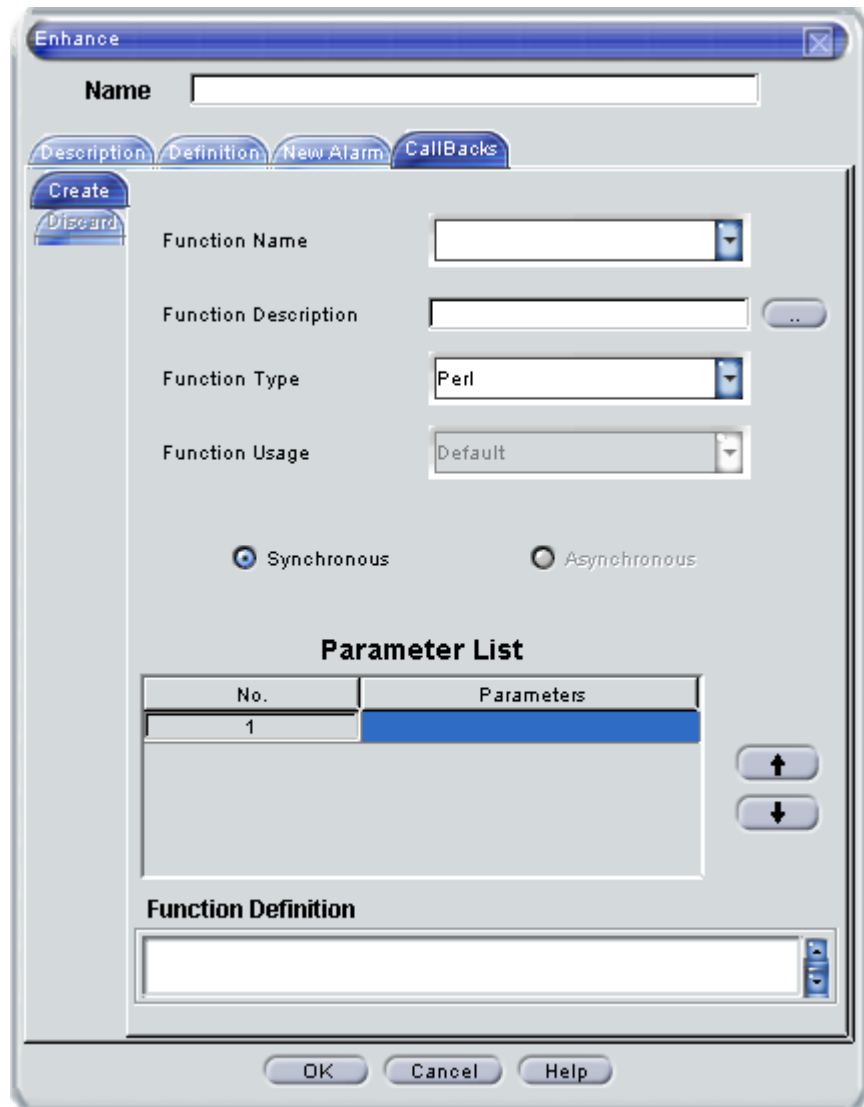 Enhance
Name
Description Definition New Alarm CallBacks
Create
Discard
Function Name
Function Description ..
Function Type Perl
Function Usage Default
Synchronous Asynchronous
Parameter List
No. Parameters
1
Function Definition
OK Cancel Help